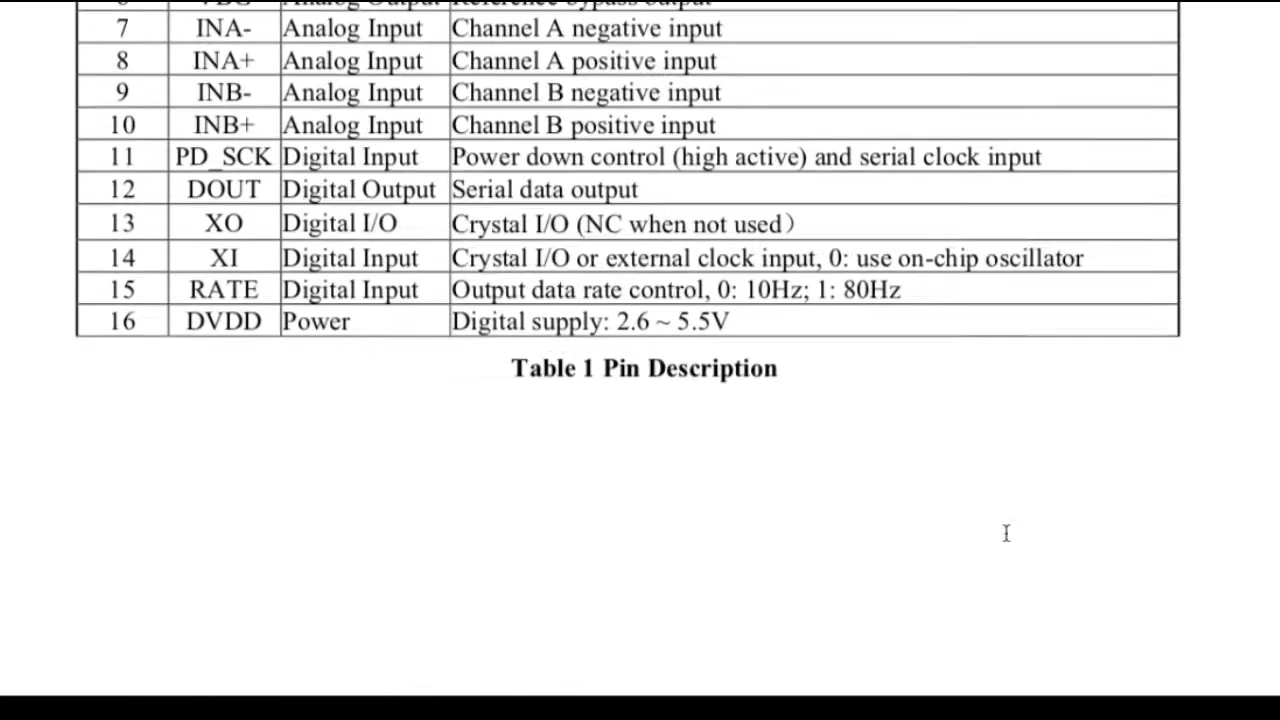 7 INA- Analog Input Channel A negative input
8 INA+ Analog Input Channel A positive input
9 INB- Analog Input Channel B negative input
10 INB+ Analog Input Channel B positive input
11 PD_SCK Digital Input Power down control (high active) and serial clock input
12 DOUT Digital Output Serial data output
13 XO Digital I/O Crystal I/O (NC when not used）
14 XI Digital Input Crystal I/O or external clock input, 0: use on-chip oscillator
15 RATE Digital Input Output data rate control, 0: 10Hz; 1: 80Hz
16 DVDD Power Digital supply: 2.6 ~ 5.5V
Table 1 Pin Description